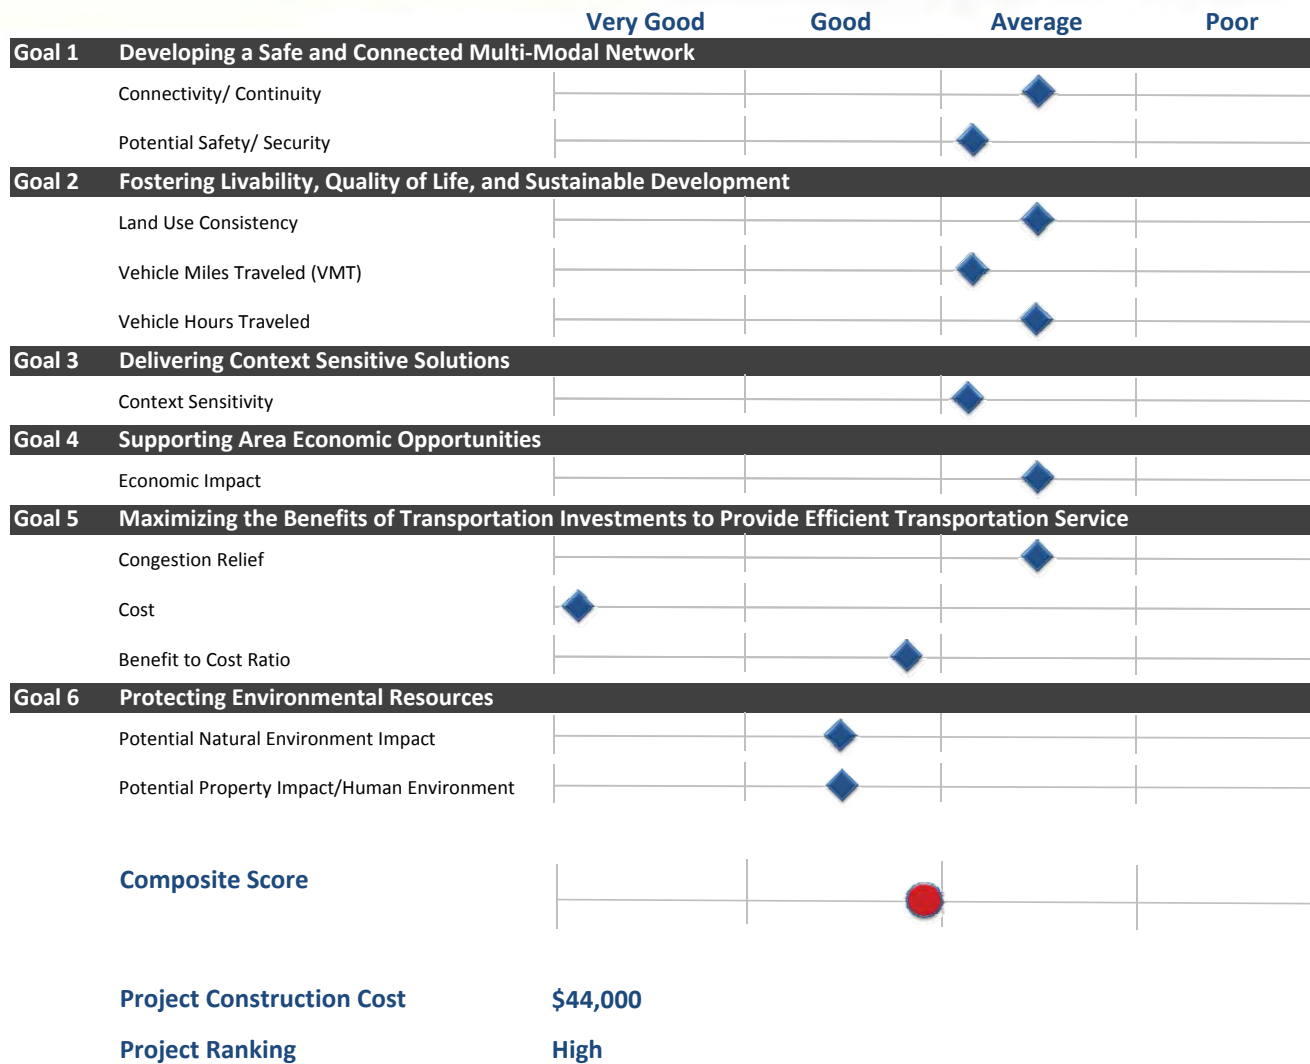 Very Good Good Average Poor
Goal 1 Developing a Safe and Connected Multi-Modal Network
Connectivity/ Continuity
Potential Safety/ Security
Goal 2 Fostering Livability, Quality of Life, and Sustainable Development
Land Use Consistency
Vehicle Miles Traveled (VMT)
Vehicle Hours Traveled
Goal 3 Delivering Context Sensitive Solutions
Context Sensitivity
Goal 4 Supporting Area Economic Opportunities
Economic Impact
Goal 5 Maximizing the Benefits of Transportation Investments to Provide Efficient Transportation Service
Congestion Relief
Cost
Benefit to Cost Ratio
Goal 6 Protecting Environmental Resources
Potential Natural Environment Impact
Potential Property Impact/Human Environment
Composite Score
Project Construction Cost $44,000
Project Ranking High